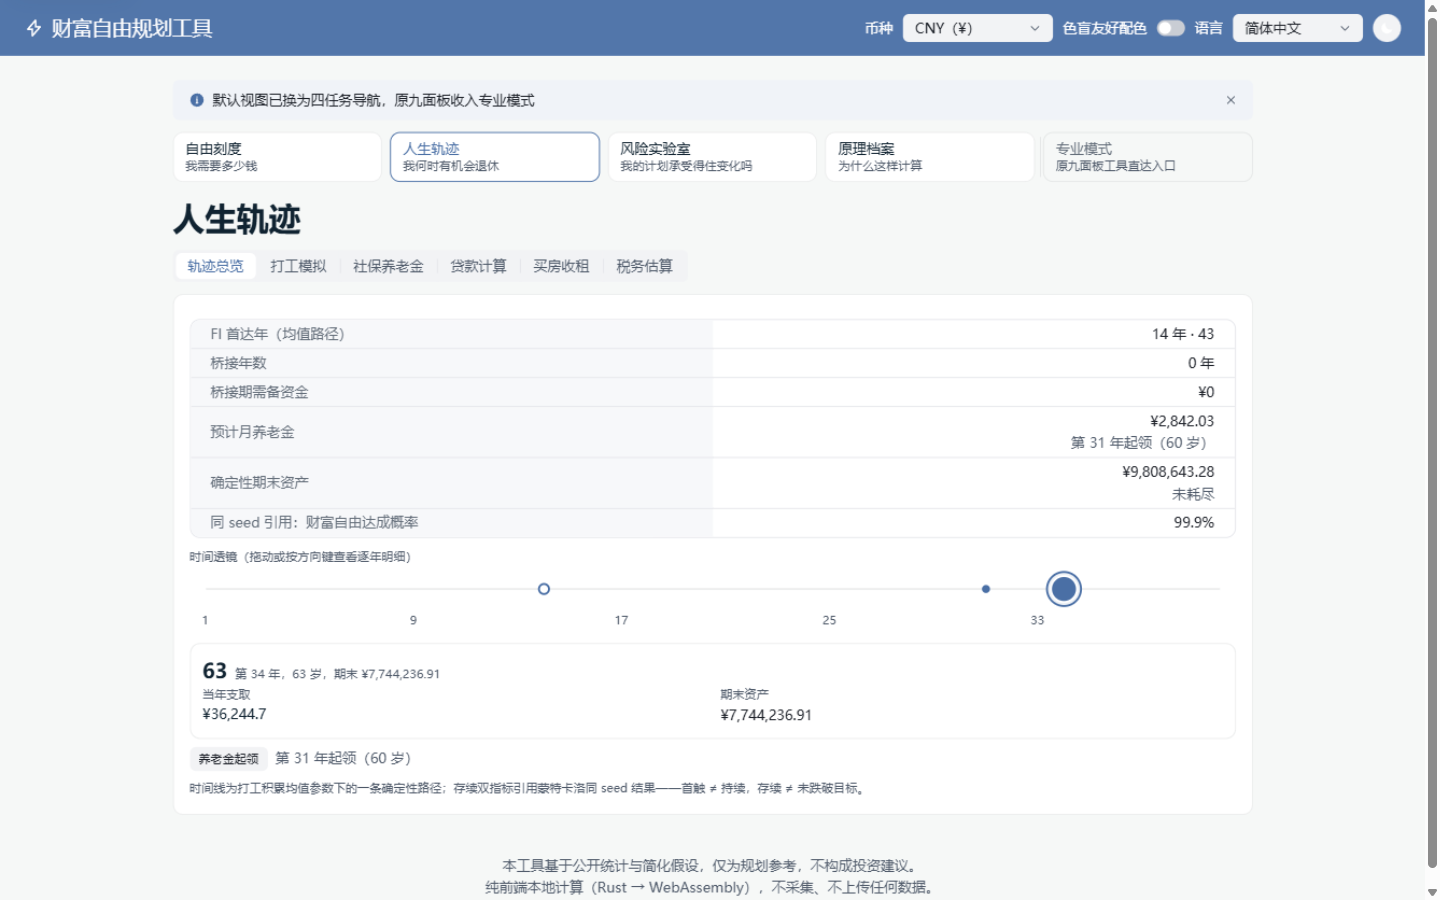 财富自由规划工具
币种 CNY（¥） 色盲友好配色 语言 简体中文
默认视图已换为四任务导航，原九面板收入专业模式
自由刻度
我需要多少钱
人生轨迹
我何时有机会退休
风险实验室
我的计划承受得住变化吗
原理档案
为什么这样计算
专业模式
原九面板工具直达入口
人生轨迹
轨迹总览 打工模拟 社保养老金 贷款计算 买房收租 税务估算
FI 首达年（均值路径） 14 年 · 43
桥接年数 0 年
桥接期需备资金 ¥0
预计月养老金 ¥2,842.03
第 31 年起领（60 岁）
确定性期末资产 ¥9,808,643.28
未耗尽
同 seed 引用：财富自由达成概率 99.9%
时间透镜（拖动或按方向键查看逐年明细）
1 9 17 25 33
63 第 34 年，63 岁，期末 ¥7,744,236.91
当年支取
¥36,244.7
期末资产
¥7,744,236.91
养老金起领 第 31 年起领（60 岁）
时间线为打工积累均值参数下的一条确定性路径；存续双指标引用蒙特卡洛同 seed 结果——首触 ≠ 持续，存续 ≠ 未跌破目标。
本工具基于公开统计与简化假设，仅为规划参考，不构成投资建议。
纯前端本地计算（Rust → WebAssembly），不采集、不上传任何数据。